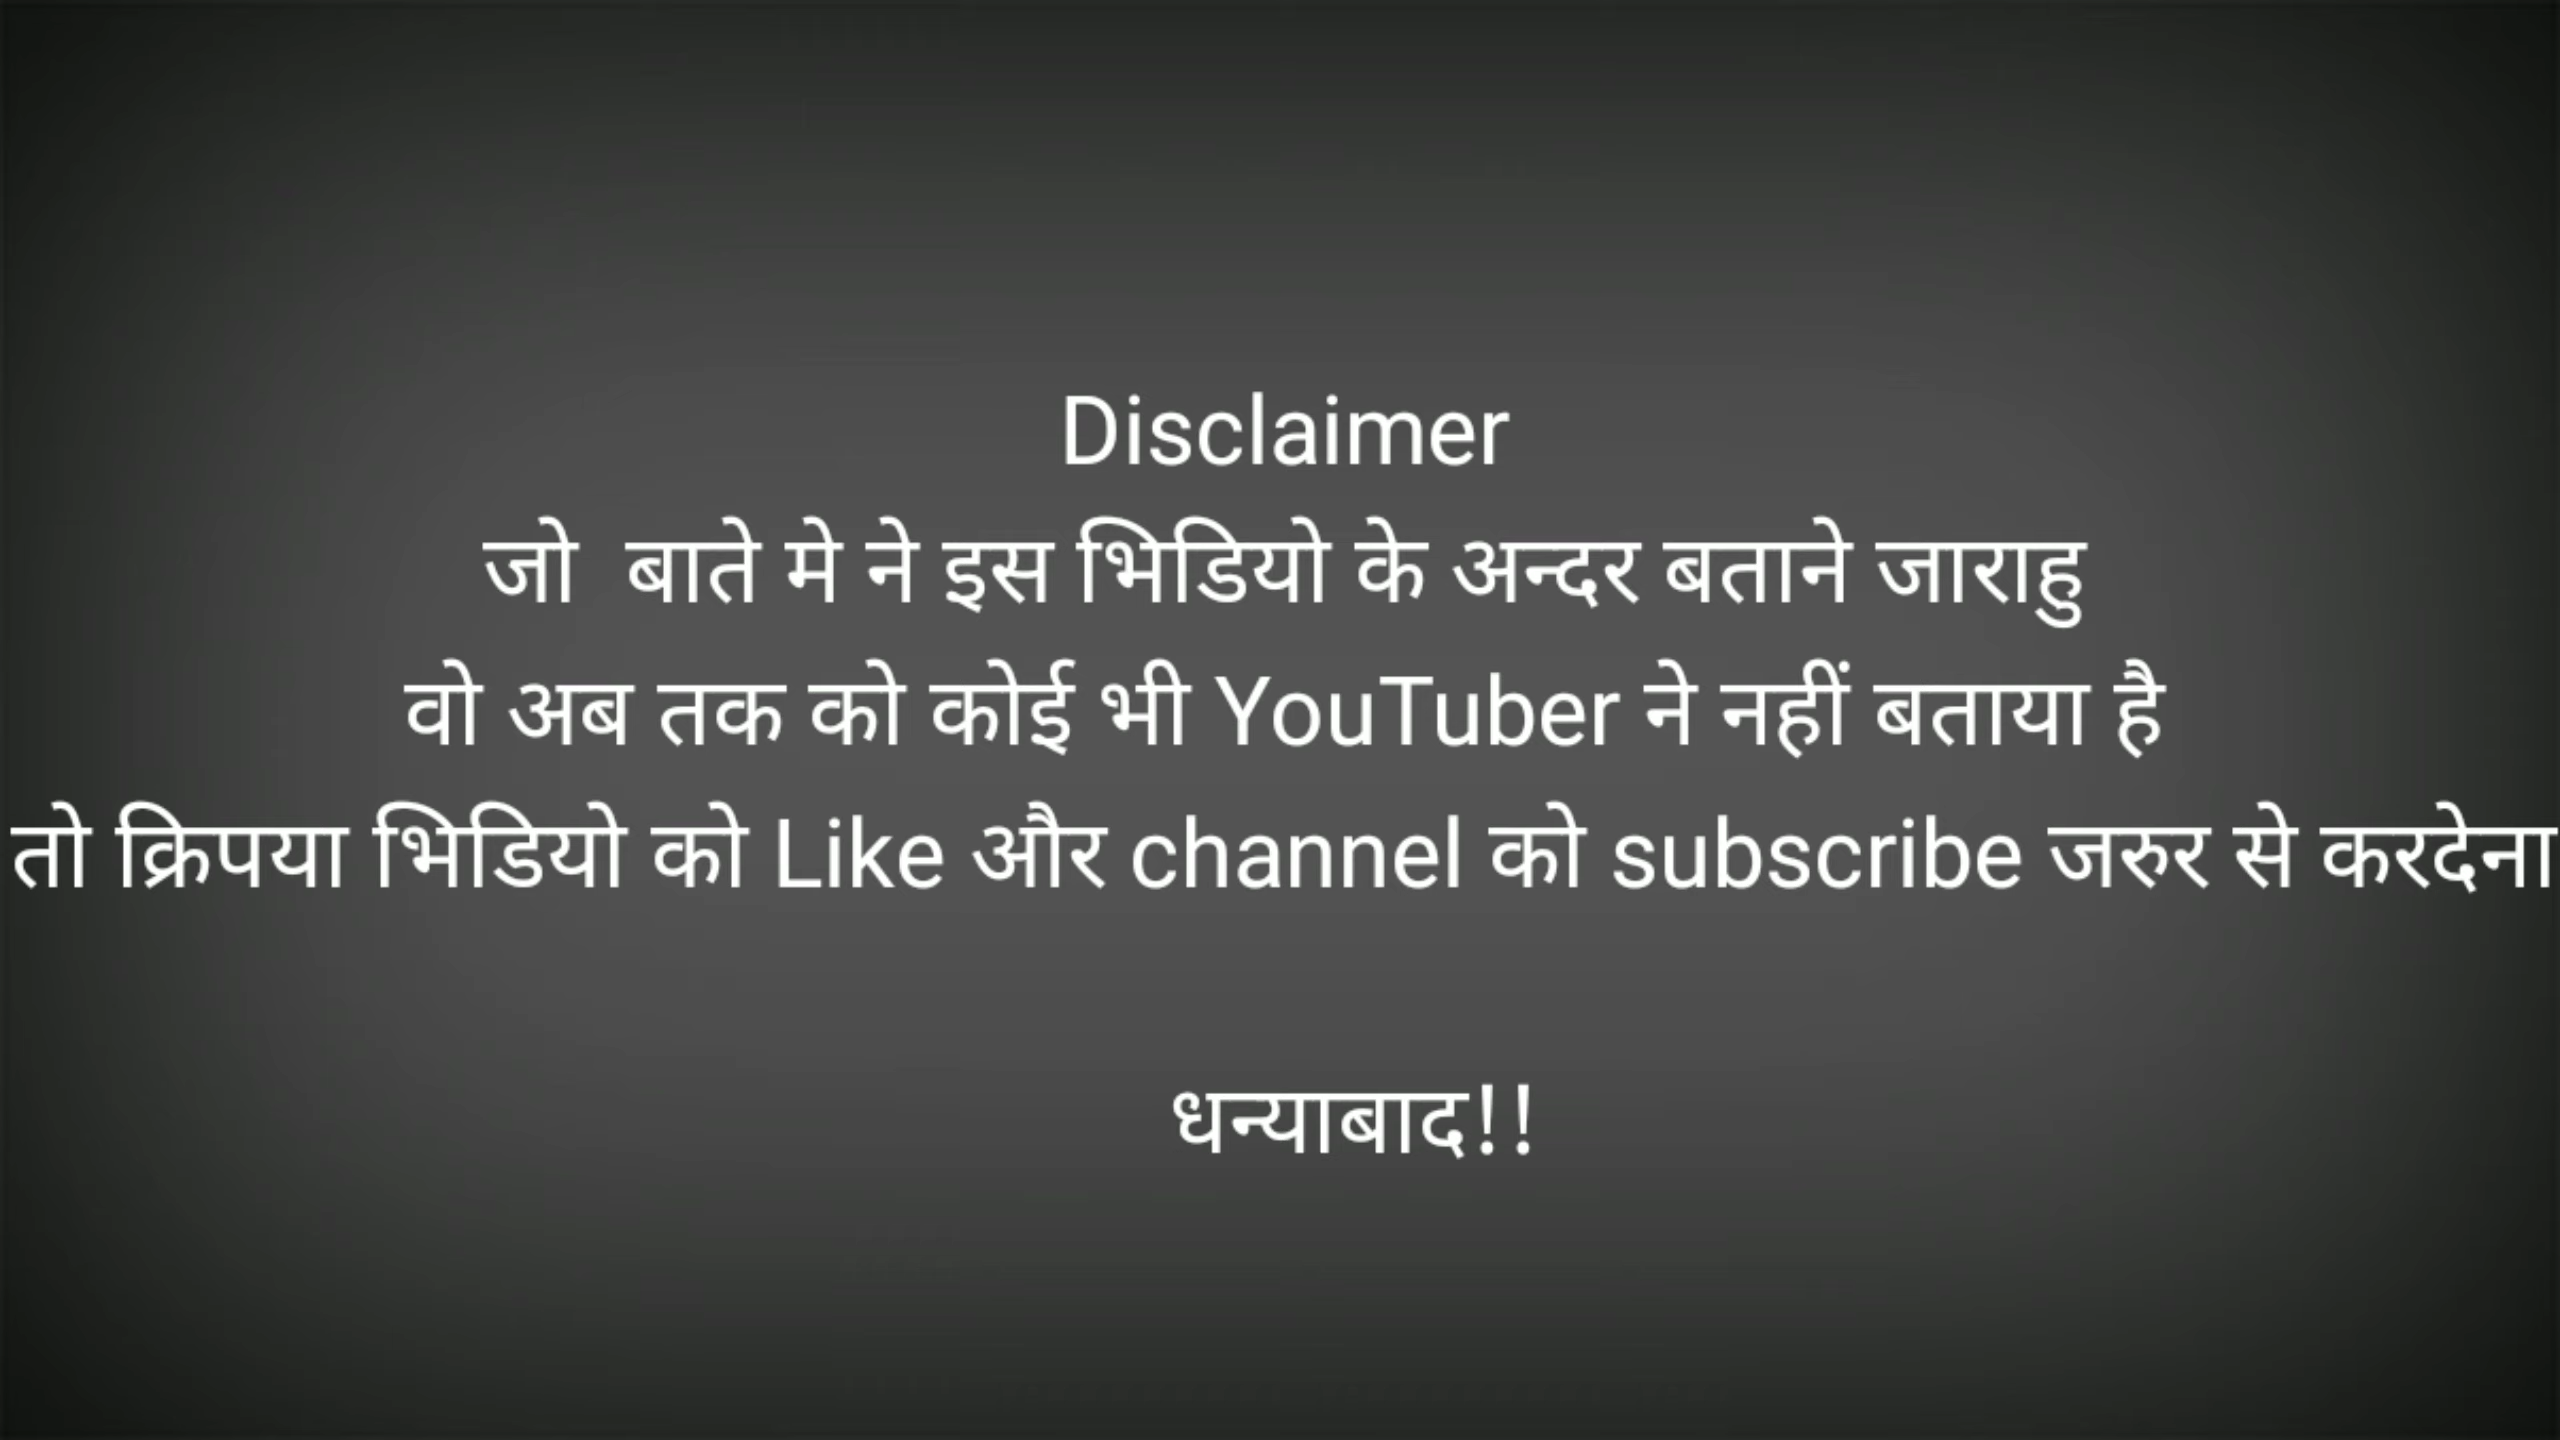 Disclaimer
जो बाते मे ने इस भिडियो के अन्दर बताने जाराहु
वो अब तक को कोई भी YouTuber ने नहीं बताया है
तो क्रिपया भिडियो को Like और channel को subscribe जरुर से करदेना
धन्याबाद!!